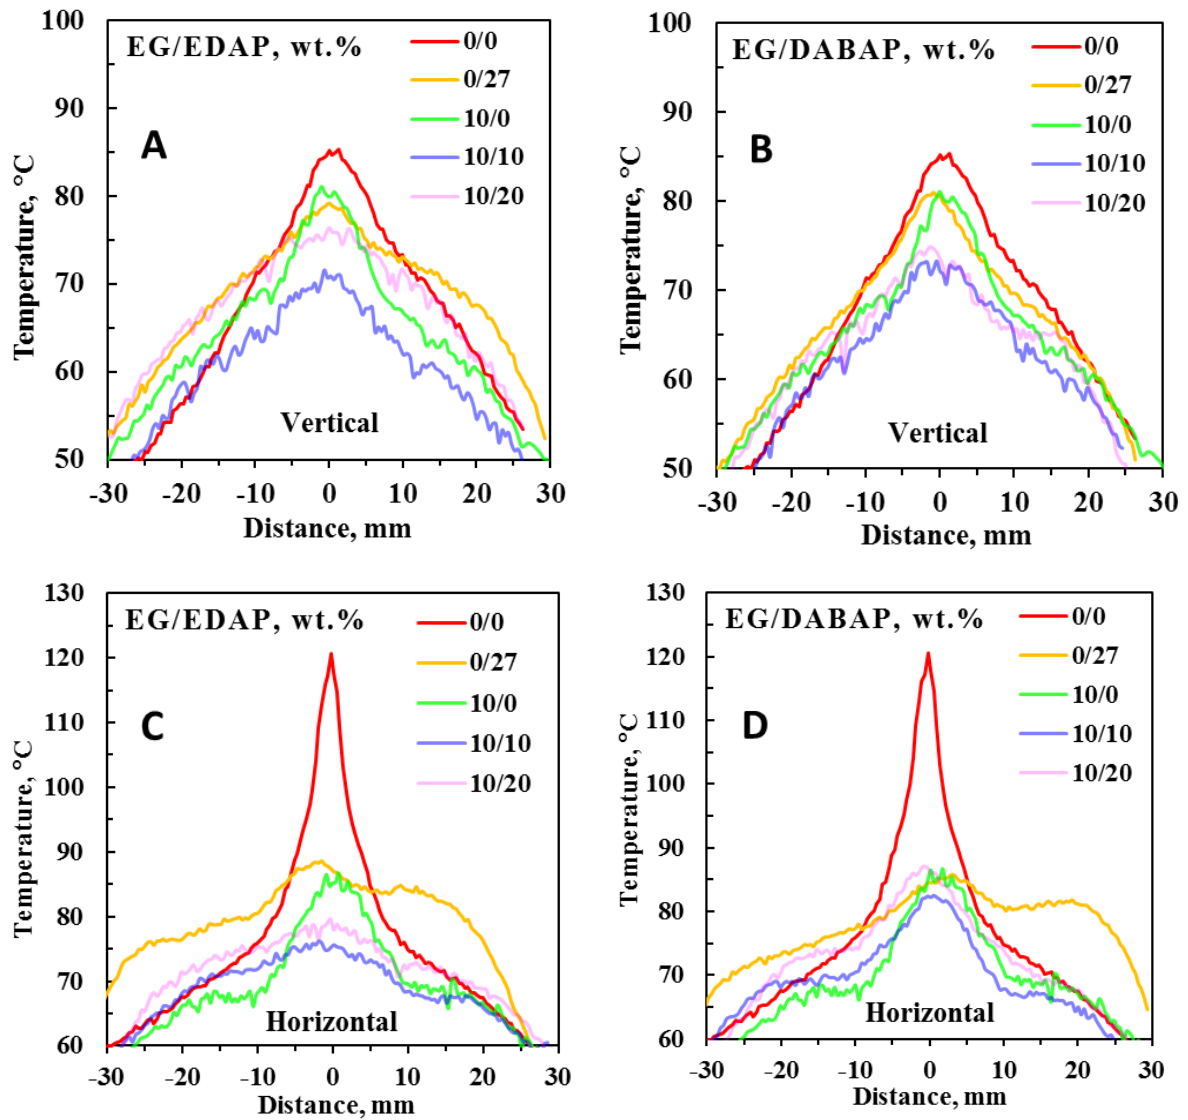 EG/EDAP, wt.%
0/0
0/27
10/0
10/10
10/20
A
Vertical
100
90
80
70
60
50
Temperature, °C
-30 -20 -10 0 10 20 30
Distance, mm
EG/DABAP, wt.%
0/0
0/27
10/0
10/10
10/20
B
Vertical
100
90
80
70
60
50
Temperature, °C
-30 -20 -10 0 10 20 30
Distance, mm
EG/EDAP, wt.%
0/0
0/27
10/0
10/10
10/20
C
Horizontal
130
120
110
100
90
80
70
60
Temperature, °C
-30 -20 -10 0 10 20 30
Distance, mm
EG/DABAP, wt.%
0/0
0/27
10/0
10/10
10/20
D
Horizontal
130
120
110
100
90
80
70
60
Temperature, °C
-30 -20 -10 0 10 20 30
Distance, mm